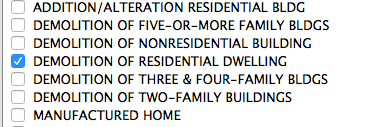 ADDITION/ALTERATION RESIDENTIAL BLDG
DEMOLITION OF FIVE-OR-MORE FAMILY BLDGS
DEMOLITION OF NONRESIDENTIAL BUILDING
DEMOLITION OF RESIDENTIAL DWELLING
DEMOLITION OF THREE & FOUR-FAMILY BLDGS
DEMOLITION OF TWO-FAMILY BUILDINGS
MANUFACTURED HOME